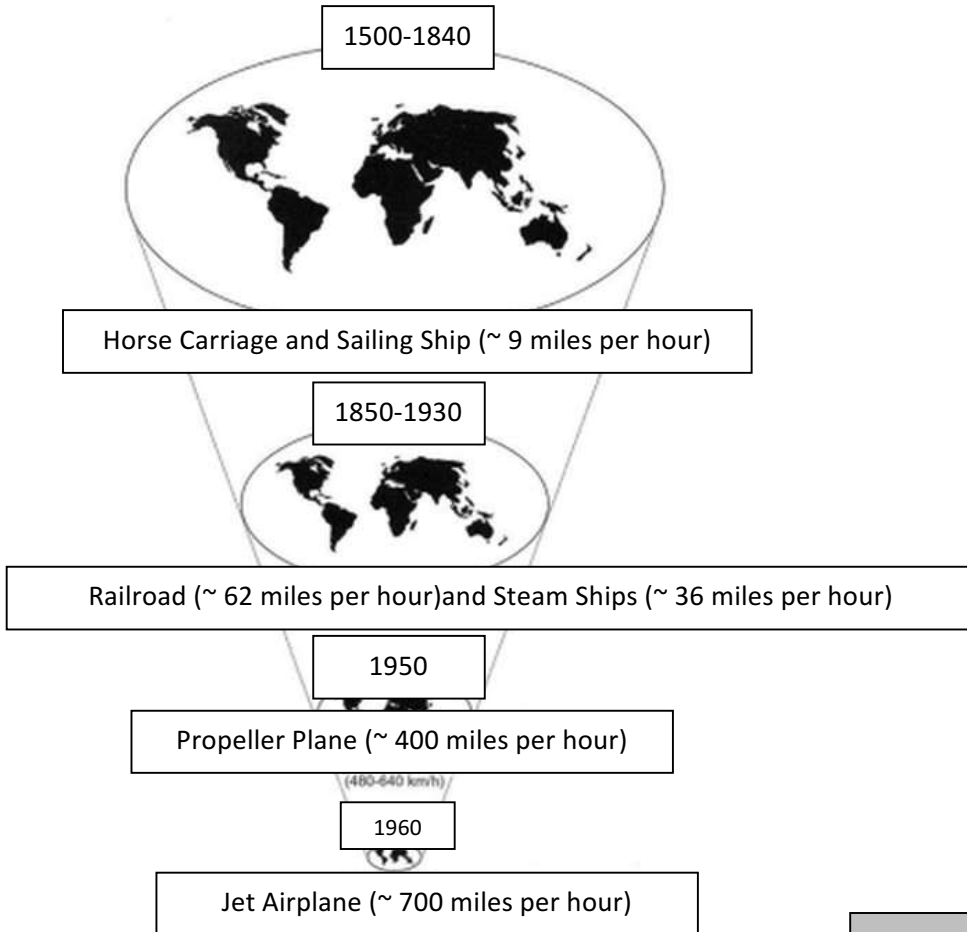 1500-1840
Horse Carriage and Sailing Ship (~ 9 miles per hour)
1850-1930
Railroad (~ 62 miles per hour)and Steam Ships (~ 36 miles per hour)
1950
Propeller Plane (~ 400 miles per hour)
(480-640 km/h)
1960
Jet Airplane (~ 700 miles per hour)